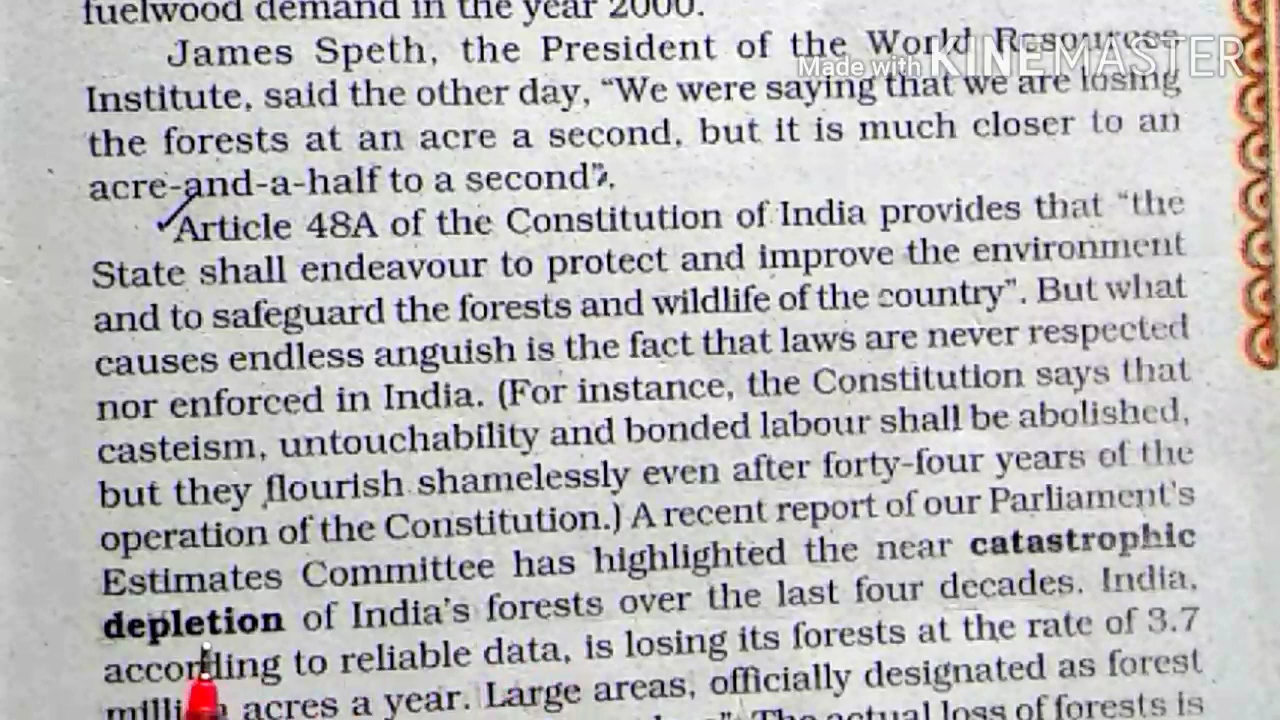 fuelwood demand in the year 2000.
James Speth, the President of the World Resources
Made with KINEMASTER
Institute, said the other day, “We were saying that we are losing
the forests at an acre a second, but it is much closer to an
acre-and-a-half to a second”.
Article 48A of the Constitution of India provides that “the
State shall endeavour to protect and improve the environment
and to safeguard the forests and wildlife of the country”. But what
causes endless anguish is the fact that laws are never respected
nor enforced in India. (For instance, the Constitution says that
casteism, untouchability and bonded labour shall be abolished,
but they flourish shamelessly even after forty-four years of the
operation of the Constitution.) A recent report of our Parliament's
Estimates Committee has highlighted the near catastrophic
depletion of India's forests over the last four decades. India,
according to reliable data, is losing its forests at the rate of 3.7
million acres a year. Large areas, officially designated as forest
The actual loss of forests is